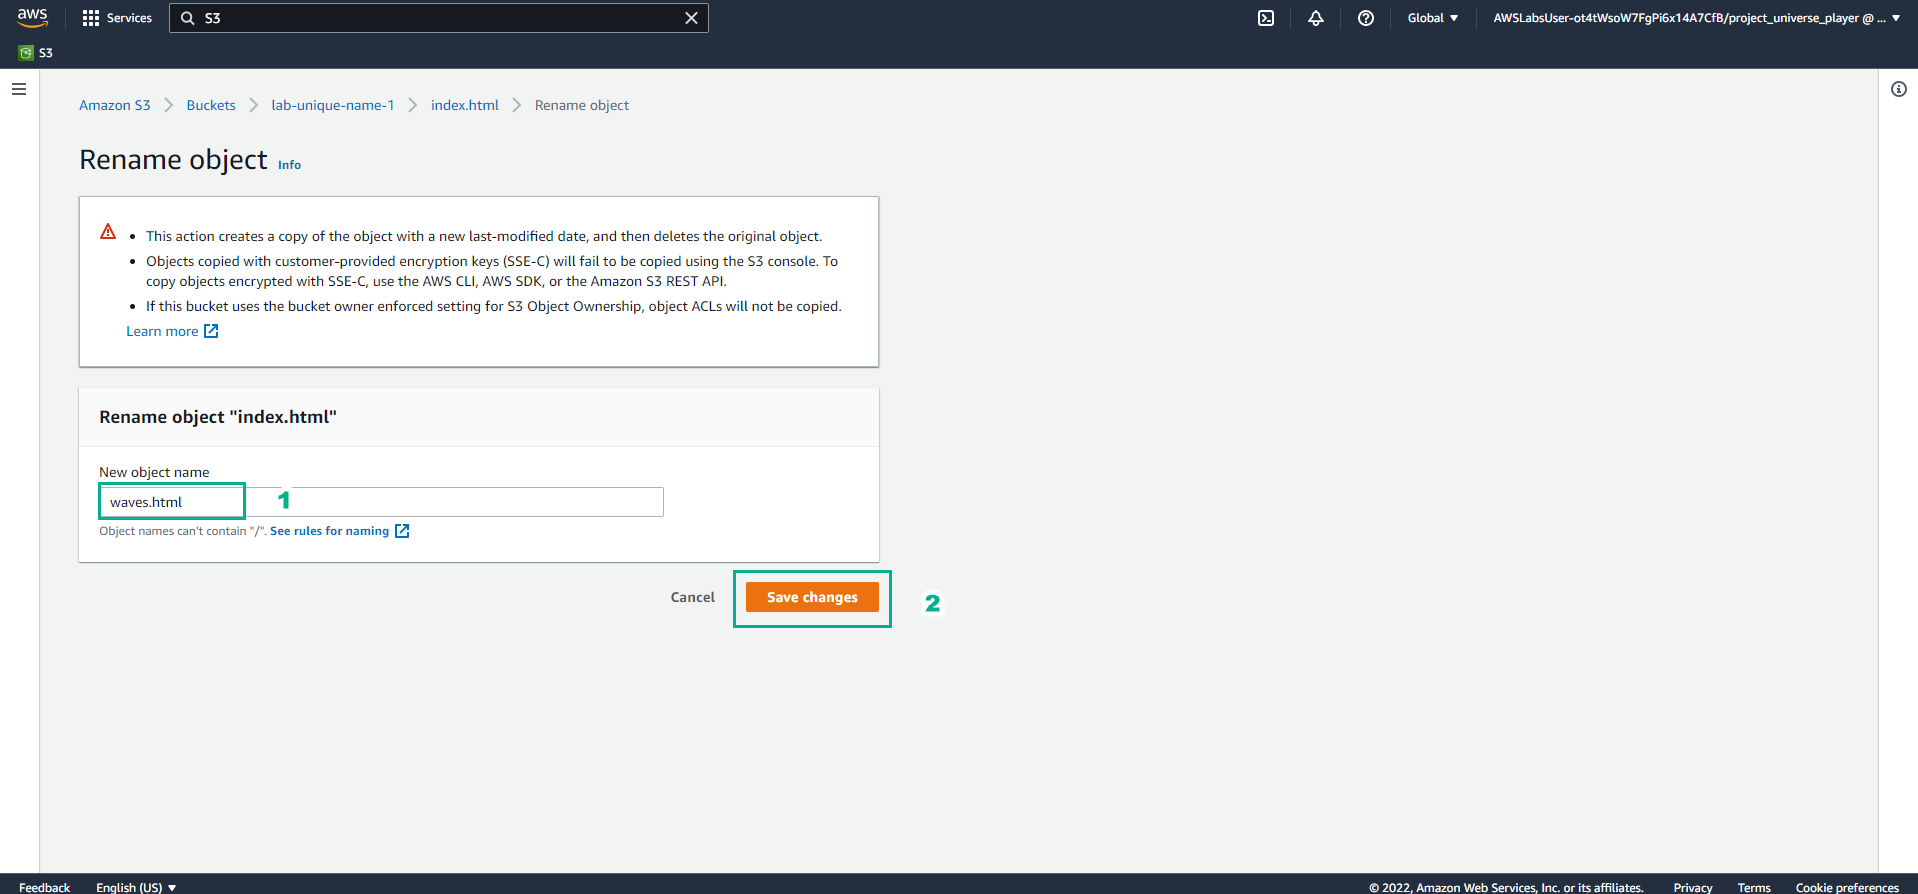 aws
Services
S3
Global
AWSLabsUser-ot4tWsoW7FgPi6x14A7CfB/project_universe_player @ ...
S3
Amazon S3
Buckets
lab-unique-name-1
index.html
Rename object
Rename object Info
• This action creates a copy of the object with a new last-modified date, and then deletes the original object.
• Objects copied with customer-provided encryption keys (SSE-C) will fail to be copied using the S3 console. To
copy objects encrypted with SSE-C, use the AWS CLI, AWS SDK, or the Amazon S3 REST API.
• If this bucket uses the bucket owner enforced setting for S3 Object Ownership, object ACLs will not be copied.
Learn more
Rename object "index.html"
New object name
waves.html
1
Object names can't contain "/". See rules for naming
Cancel
Save changes
2
Feedback
English (US)
© 2022, Amazon Web Services, Inc. or its affiliates.
Privacy
Terms
Cookie preferences